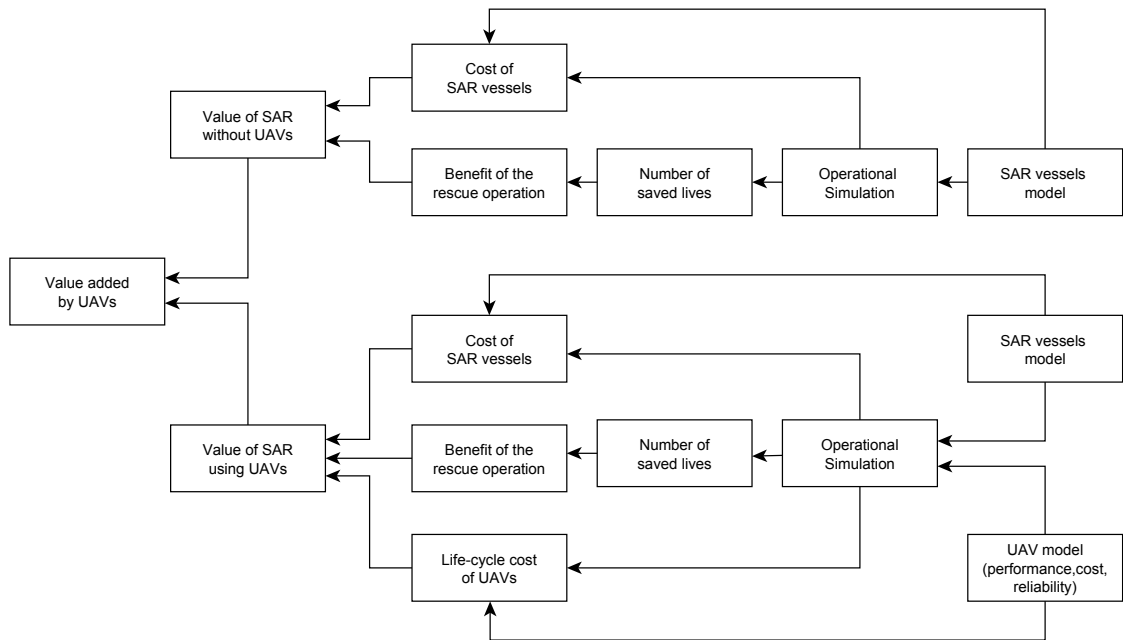 Cost of
SAR vessels
Value of SAR
without UAVs
Benefit of the
rescue operation
Number of
saved lives
Operational
Simulation
SAR vessels
model
Value added
by UAVs
Cost of
SAR vessels
SAR vessels
model
Value of SAR
using UAVs
Benefit of the
rescue operation
Number of
saved lives
Operational
Simulation
Life-cycle cost
of UAVs
UAV model
(performance,cost,
reliability)